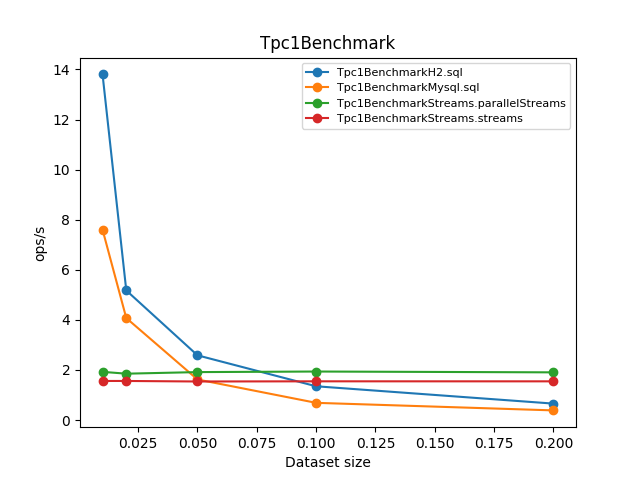 Tpc1Benchmark
Tpc1BenchmarkH2.sql
Tpc1BenchmarkMysql.sql
Tpc1BenchmarkStreams.parallelStreams
Tpc1BenchmarkStreams.streams
14
12
10
8
6
4
2
0
ops/s
0.025 0.050 0.075 0.100 0.125 0.150 0.175 0.200
Dataset size